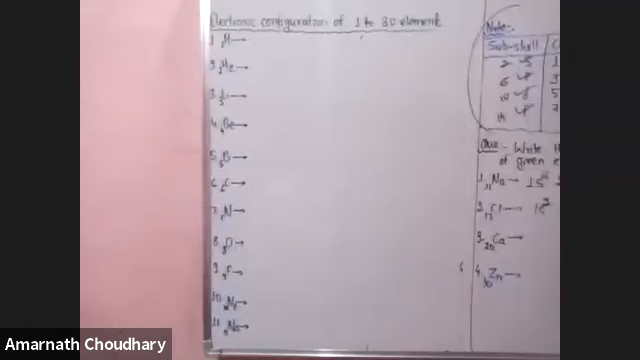 Electronic configuration of 1 to 30 element
1. ₁H →
2. ₂He →
3. ₃Li →
4. ₄Be →
5. ₅B →
6. ₆C →
7. ₇N →
8. ₈O →
9. ₉F →
10. ₁₀Ne →
11. ₁₁Na →
Note:-
Sub-shell
2 S
6 P
10 d
14 f
Que - Write
of given
1. ₁₁Na → 1S²
2. ₁₇Cl → 1S²
3. ₂₀Ca →
4. ₃₀Zn →
Amarnath Choudhary